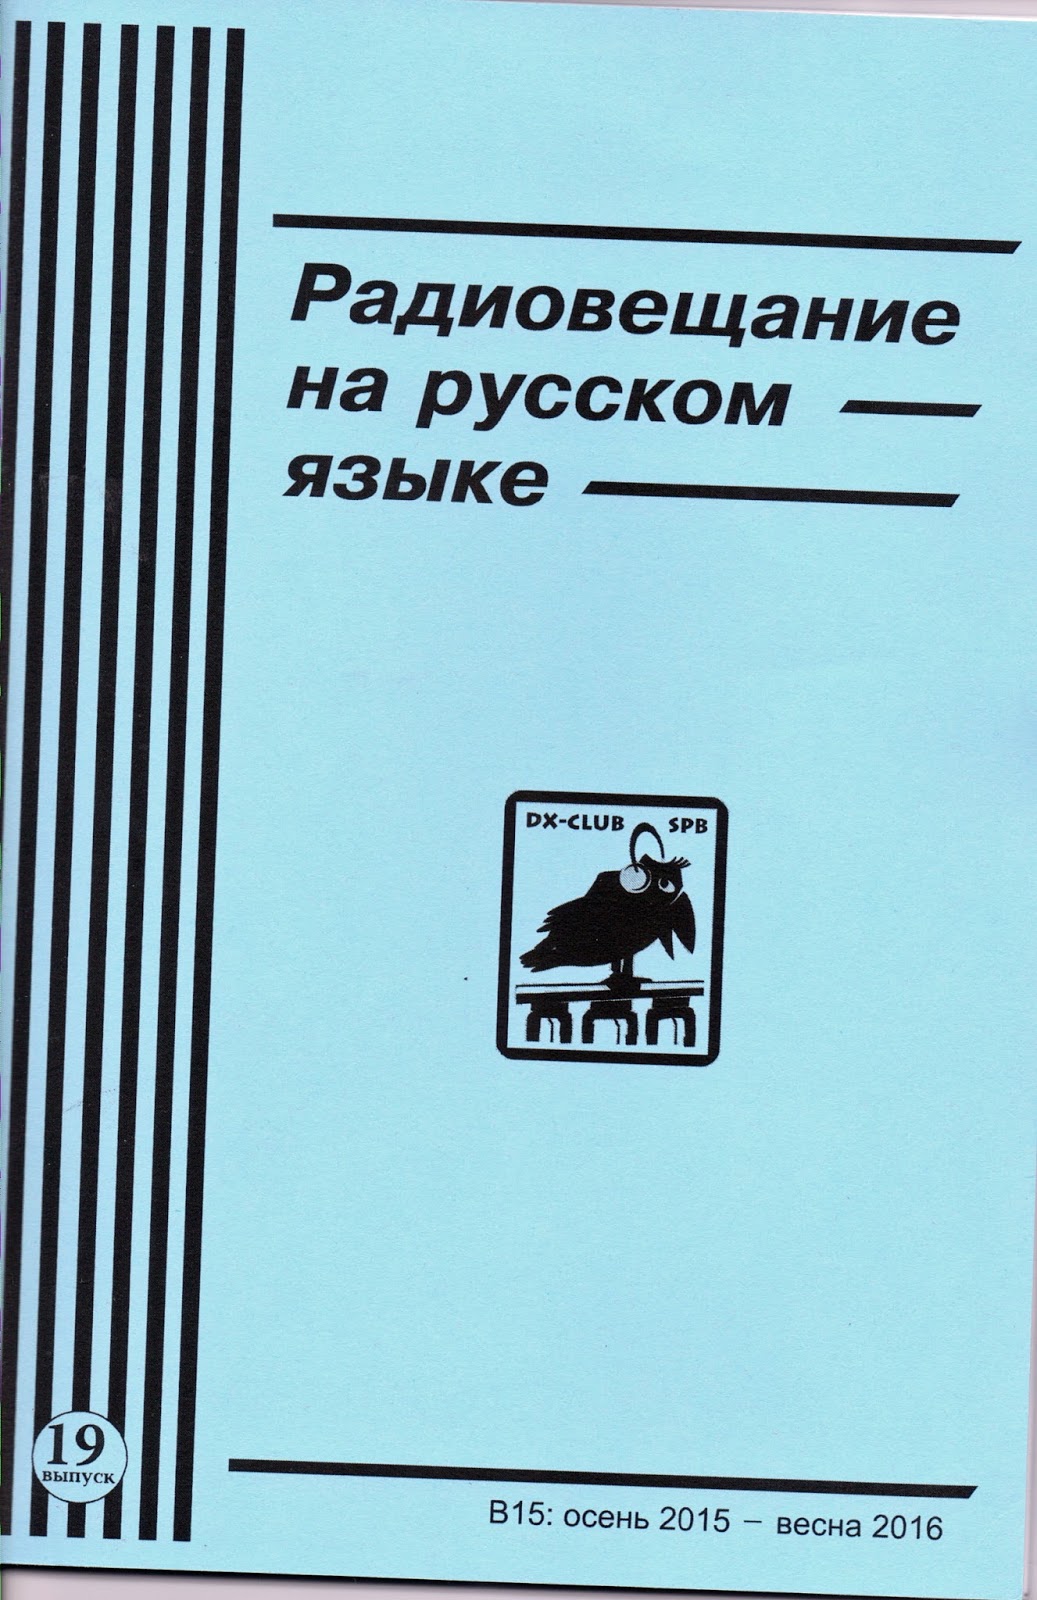 Радиовещание
на русском
языке
DX-CLUB SPB
19
выпуск
B15: осень 2015 – весна 2016